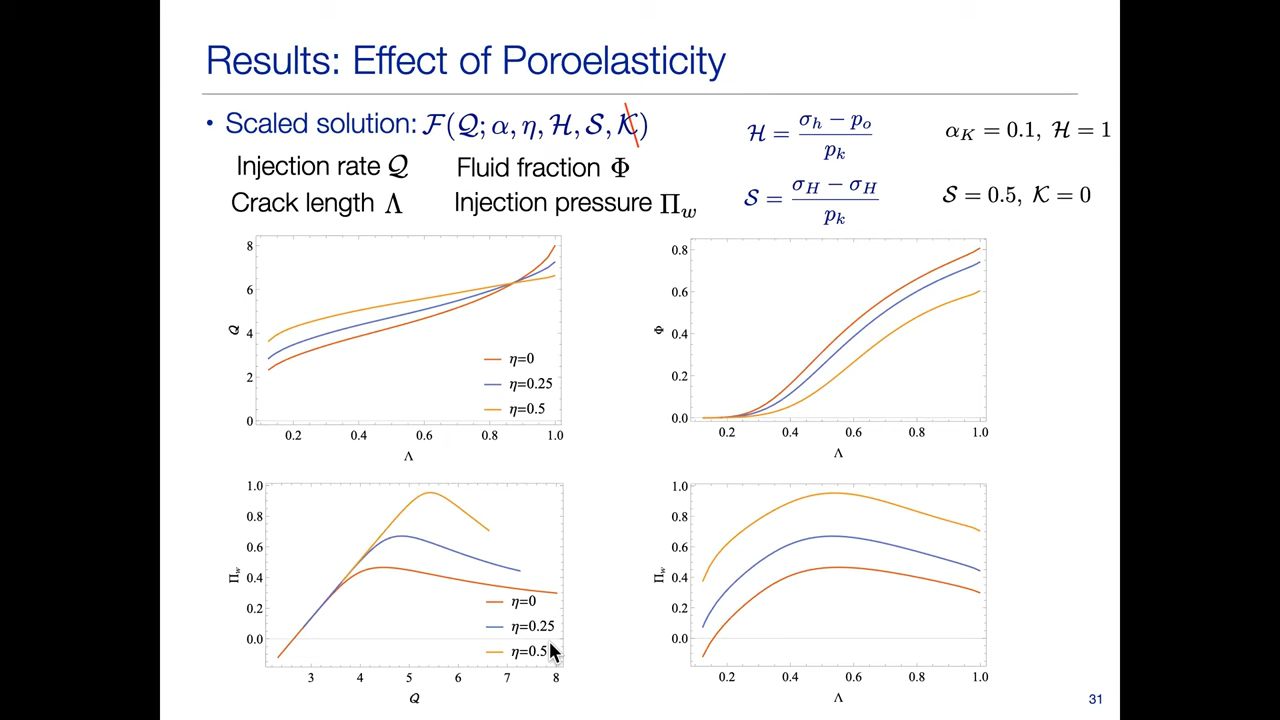 Results: Effect of Poroelasticity
• Scaled solution: ℱ(𝒬; α, η, ℋ, 𝒮, 𝒦)
ℋ = (σh − po) / pk
αK = 0.1, ℋ = 1
Injection rate 𝒬
Fluid fraction Φ
Crack length Λ
Injection pressure Πw
𝒮 = (σH − σH) / pk
𝒮 = 0.5, 𝒦 = 0
8
6
4
2
0
𝒬
η=0
η=0.25
η=0.5
0.2 0.4 0.6 0.8 1.0
Λ
0.8
0.6
0.4
0.2
0.0
Φ
0.2 0.4 0.6 0.8 1.0
Λ
1.0
0.8
0.6
0.4
0.2
0.0
Πw
η=0
η=0.25
η=0.5
3 4 5 6 7 8
𝒬
1.0
0.8
0.6
0.4
0.2
0.0
Πw
0.2 0.4 0.6 0.8 1.0
Λ
31